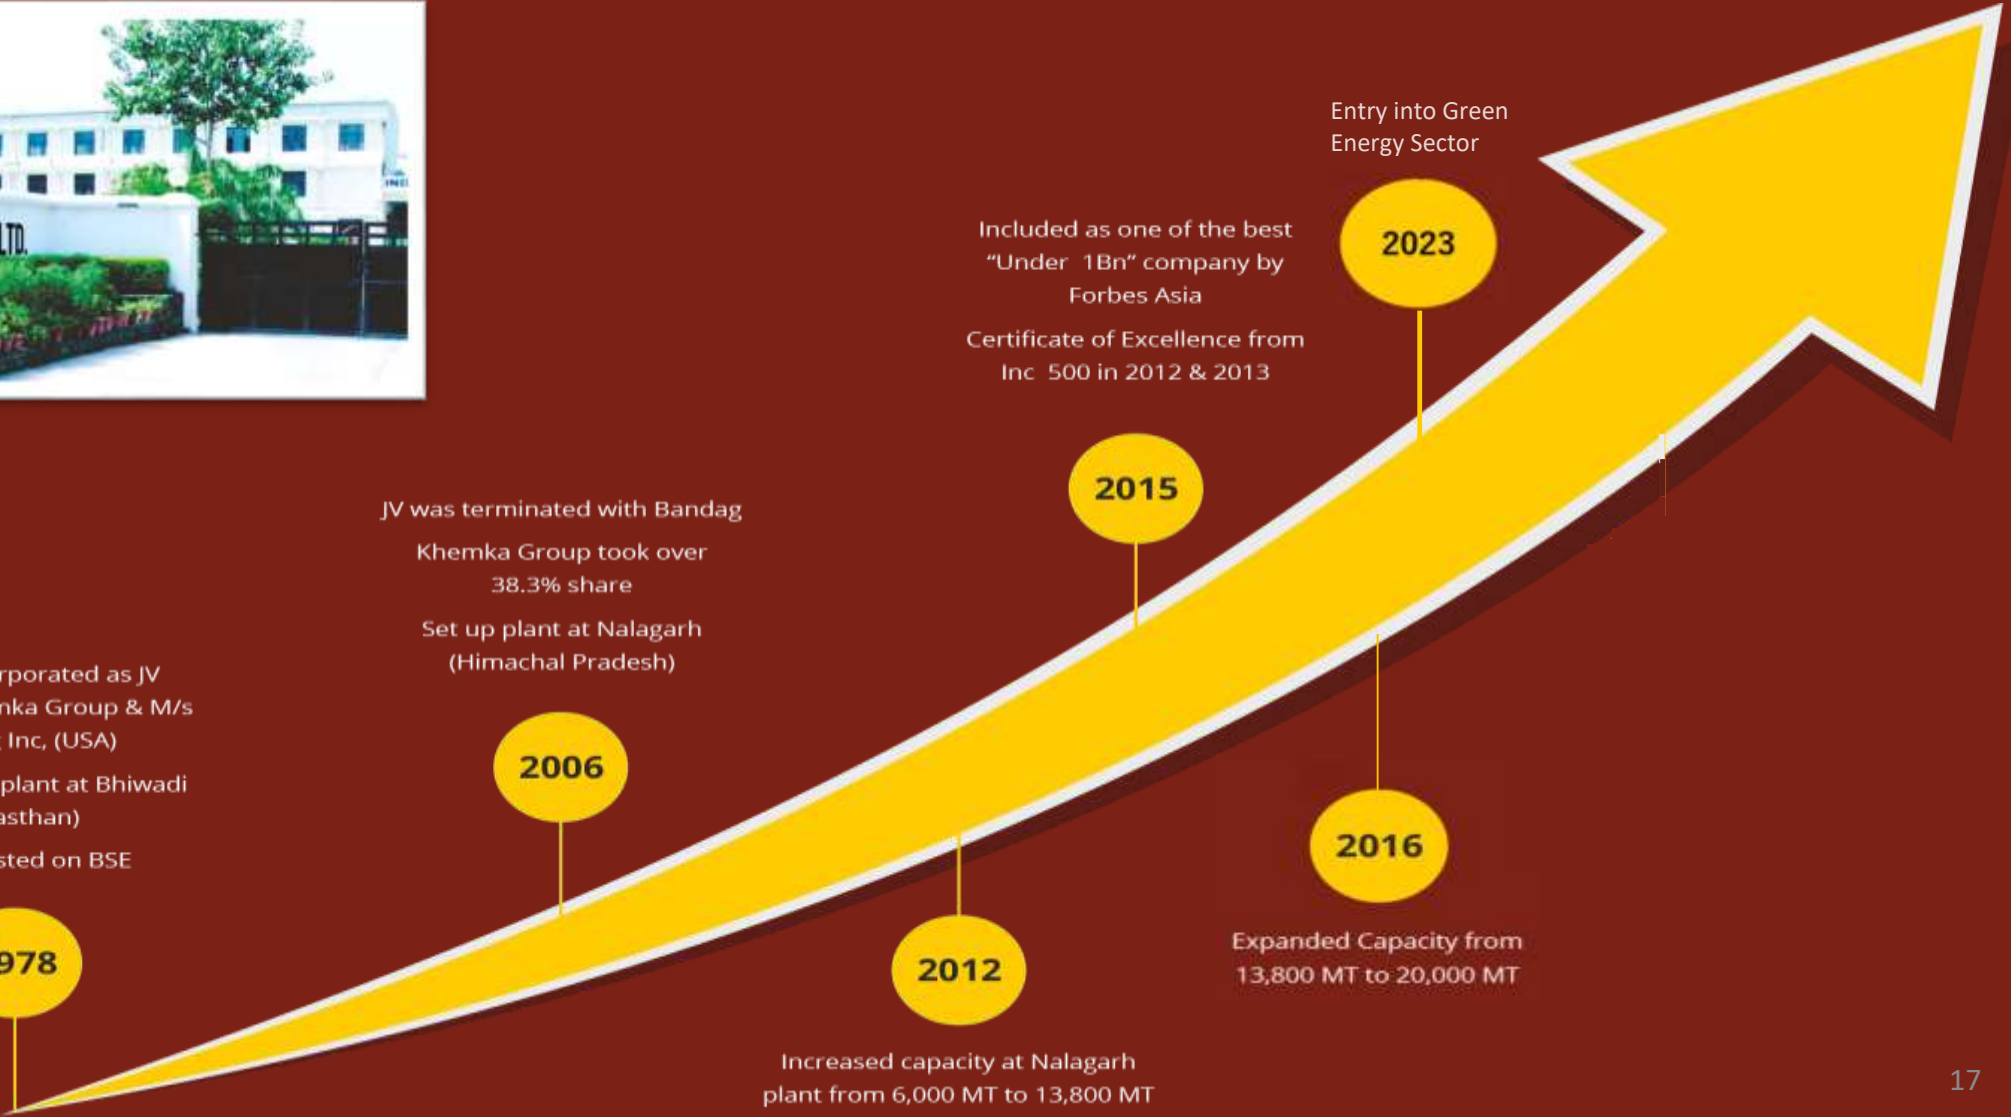 LTD.
Entry into Green
Energy Sector
2023
Included as one of the best
“Under 1Bn” company by
Forbes Asia
Certificate of Excellence from
Inc 500 in 2012 & 2013
2015
JV was terminated with Bandag
Khemka Group took over
38.3% share
Set up plant at Nalagarh
(Himachal Pradesh)
2006
rporated as JV
nka Group & M/s
Inc, (USA)
plant at Bhiwadi
asthan)
sted on BSE
978
2012
Increased capacity at Nalagarh
plant from 6,000 MT to 13,800 MT
2016
Expanded Capacity from
13,800 MT to 20,000 MT
17